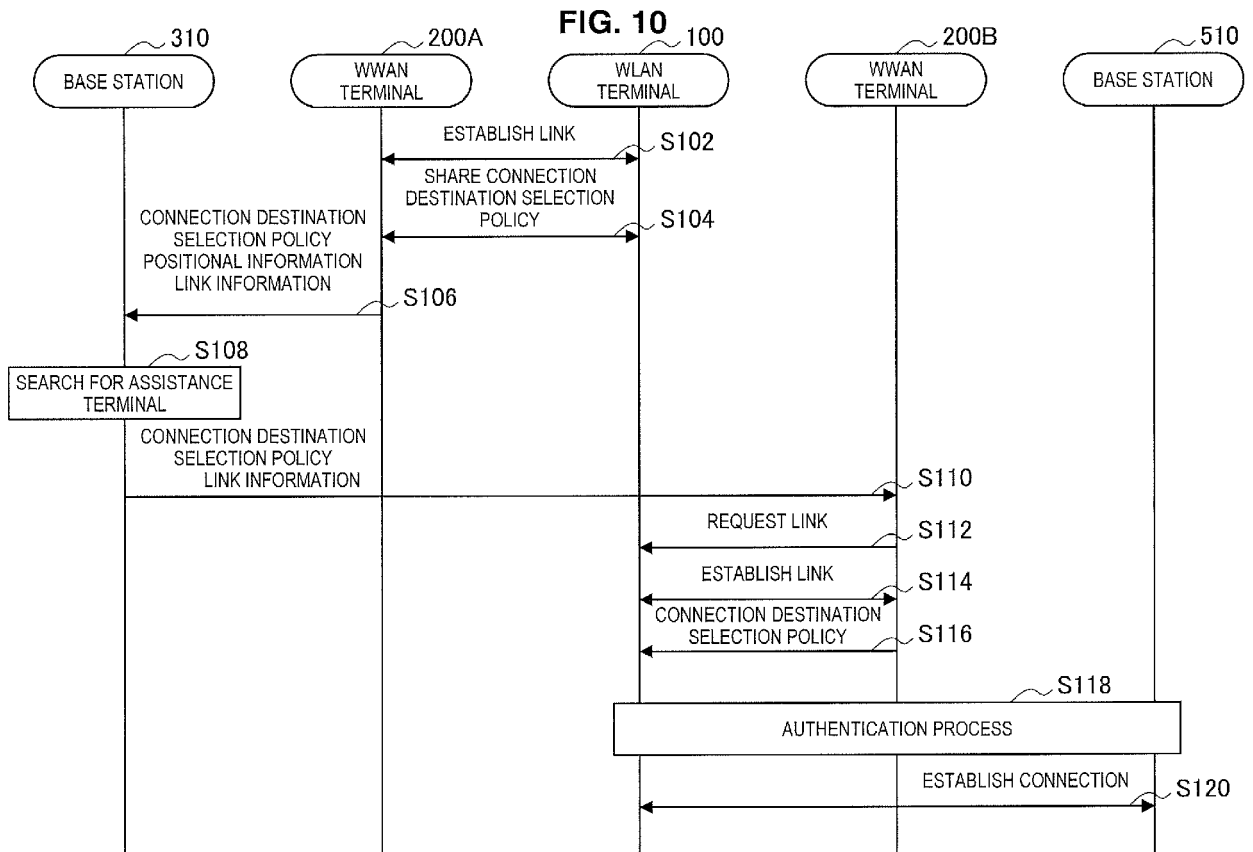 FIG. 10
310
200A
100
200B
510
BASE STATION
WWAN
TERMINAL
WLAN
TERMINAL
WWAN
TERMINAL
BASE STATION
ESTABLISH LINK
S102
SHARE CONNECTION
DESTINATION SELECTION
POLICY
S104
CONNECTION DESTINATION
SELECTION POLICY
POSITIONAL INFORMATION
LINK INFORMATION
S106
S108
SEARCH FOR ASSISTANCE
TERMINAL
CONNECTION DESTINATION
SELECTION POLICY
LINK INFORMATION
S110
REQUEST LINK
S112
ESTABLISH LINK
S114
CONNECTION DESTINATION
SELECTION POLICY
S116
S118
AUTHENTICATION PROCESS
ESTABLISH CONNECTION
S120